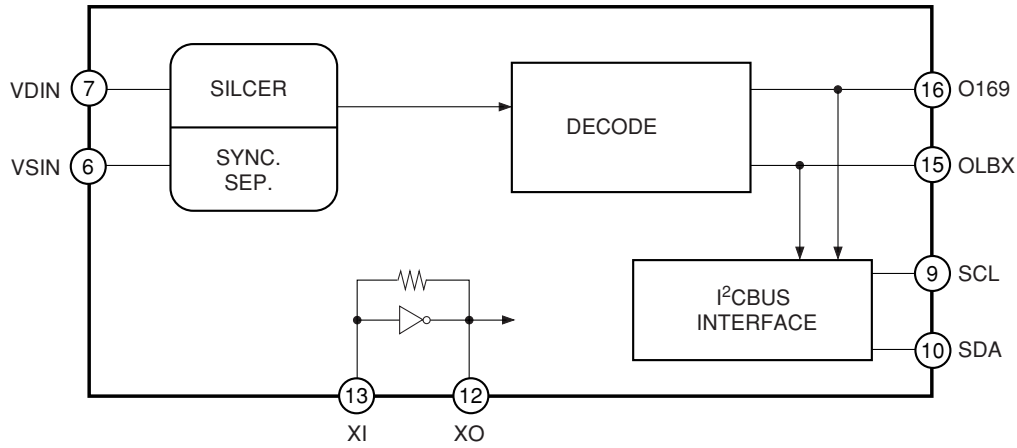 VDIN
7
SILCER
DECODE
16
O169
VSIN
6
SYNC.
SEP.
15
OLBX
I²CBUS
INTERFACE
9
SCL
10
SDA
13
12
XI
XO